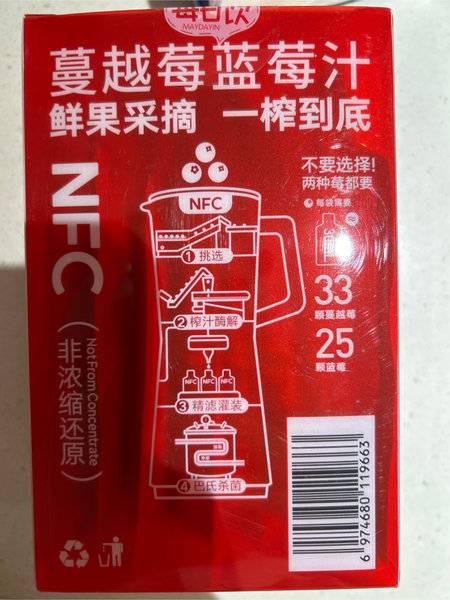 每日饮
MAYDAYIN
蔓越莓蓝莓汁
鲜果采摘 一榨到底
NFC
Not From Concentrate
（非浓缩还原）
NFC
①挑选
②榨汁酶解
NFC NFC NFC
③精滤灌装
④巴氏杀菌
不要选择!
两种莓都要
每袋需要
33
颗蔓越莓
25
颗蓝莓
6 974680 119663